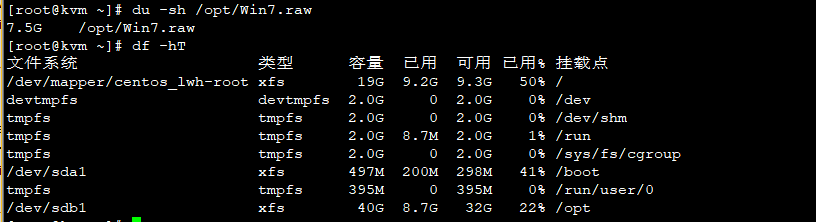 [root@kvm ~]# du -sh /opt/Win7.raw
7.5G    /opt/Win7.raw
[root@kvm ~]# df -hT
文件系统                    类型      容量  已用  可用 已用% 挂载点
/dev/mapper/centos_lwh-root xfs        19G  9.2G  9.3G   50% /
devtmpfs                    devtmpfs  2.0G     0  2.0G    0% /dev
tmpfs                       tmpfs     2.0G     0  2.0G    0% /dev/shm
tmpfs                       tmpfs     2.0G  8.7M  2.0G    1% /run
tmpfs                       tmpfs     2.0G     0  2.0G    0% /sys/fs/cgroup
/dev/sda1                   xfs       497M  200M  298M   41% /boot
tmpfs                       tmpfs     395M     0  395M    0% /run/user/0
/dev/sdb1                   xfs        40G  8.7G   32G   22% /opt